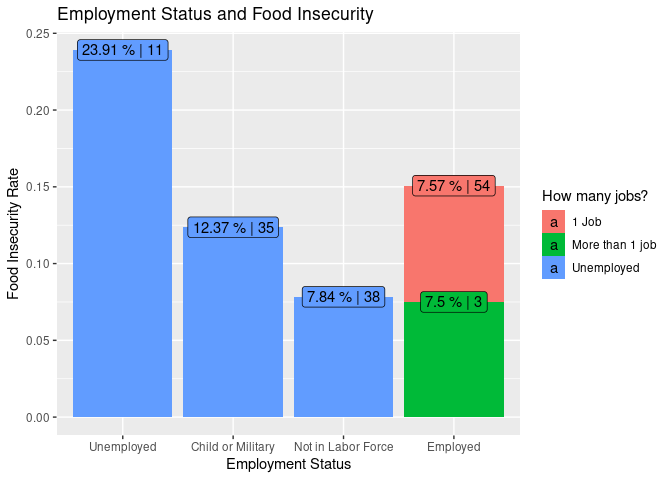 Employment Status and Food Insecurity
Food Insecurity Rate
0.25
0.20
0.15
0.10
0.05
0.00
23.91 % | 11
12.37 % | 35
7.84 % | 38
7.57 % | 54
7.5 % | 3
Unemployed
Child or Military
Not in Labor Force
Employed
Employment Status
How many jobs?
a 1 Job
a More than 1 job
a Unemployed